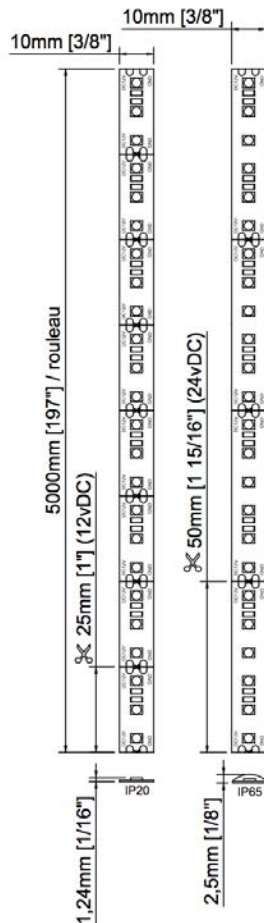 10mm [3/8"]
10mm [3/8"]
5000mm [197"] / rouleau
25mm [1"] (12vDC)
50mm [1 15/16"] (24vDC)
IP20
IP65
1,24mm [1/16"]
2,5mm [1/8"]